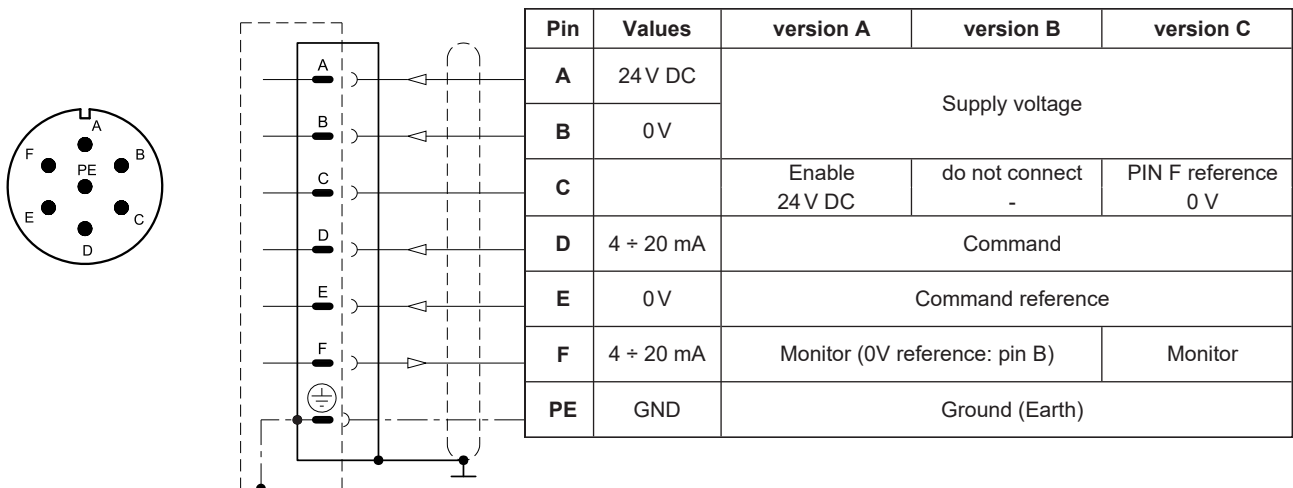 A
F
B
PE
E
C
D
A
B
C
D
E
F
Pin Values version A version B version C
A 24 V DC
Supply voltage
B 0 V
C Enable do not connect PIN F reference
24 V DC - 0 V
D 4 ÷ 20 mA Command
E 0 V Command reference
F 4 ÷ 20 mA Monitor (0V reference: pin B) Monitor
PE GND Ground (Earth)